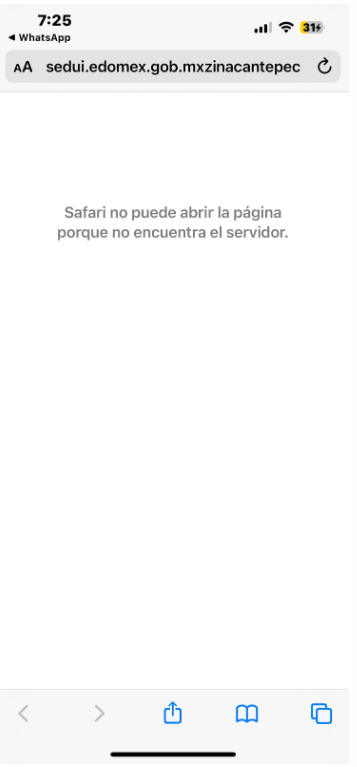 7:25
31
◀ WhatsApp
AA sedui.edomex.gob.mxzinacantepec
Safari no puede abrir la página
porque no encuentra el servidor.